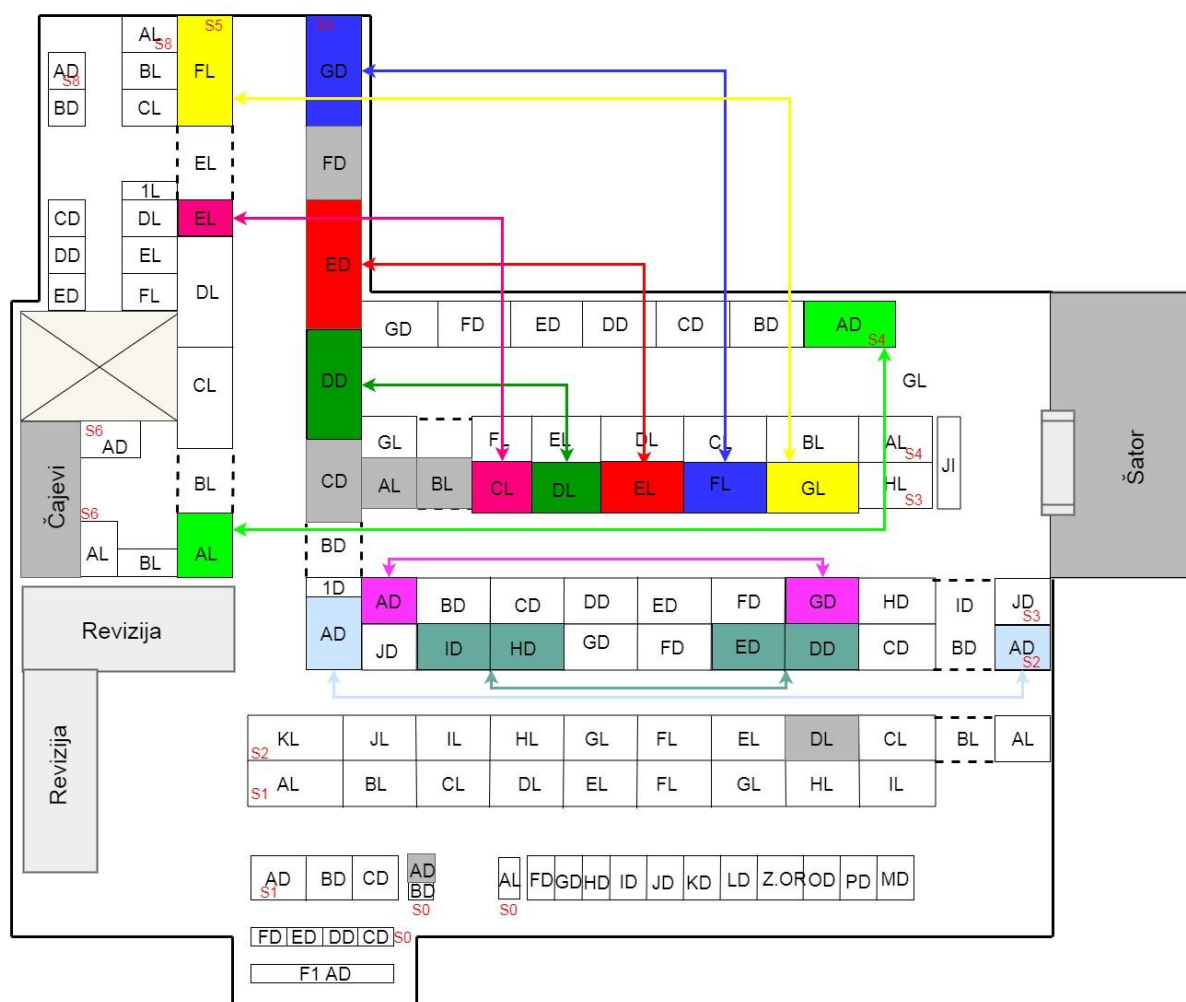 AL S8 S5 S5
AD S8 BL FL GD
BD CL
EL FD
1L
CD DL EL
DD EL ED
ED FL DL
GD FD ED DD CD BD AD S4
CL DD GL
S6 AD
GL FL EL DL CL BL AL S4
Čajevi BL CD AL BL CL DL EL FL GL HL S3 JI Šator
S6
AL BL AL BD
1D AD BD CD DD ED FD GD HD ID JD S3
Revizija AD JD ID HD GD FD ED DD CD BD AD S2
Revizija
S2 KL JL IL HL GL FL EL DL CL BL AL
S1 AL BL CL DL EL FL GL HL IL
AD S1 BD CD AD BD S0 AL S0 FD GD HD ID JD KD LD Z.OR OD PD MD
FD ED DD CD S0
F1 AD